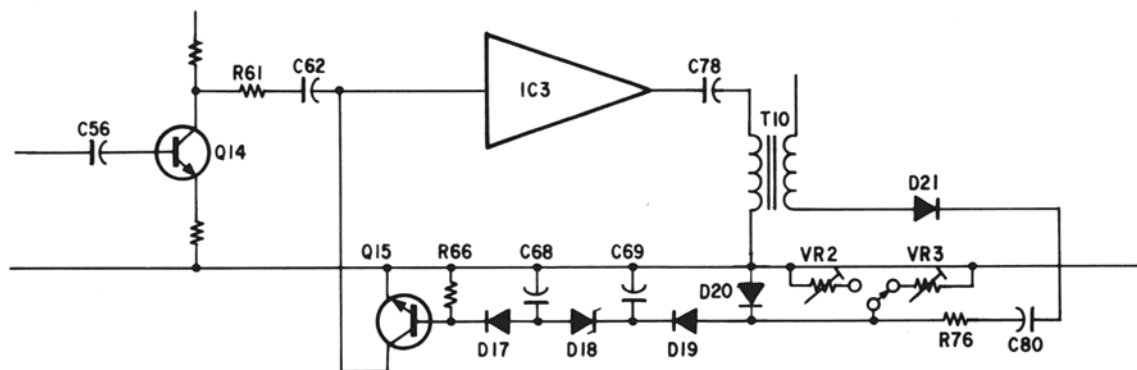 R61
C62
IC3
C78
T10
C56
Q14
D21
Q15
R66
C68
C69
D20
VR2
VR3
D17
D18
D19
R76
C80